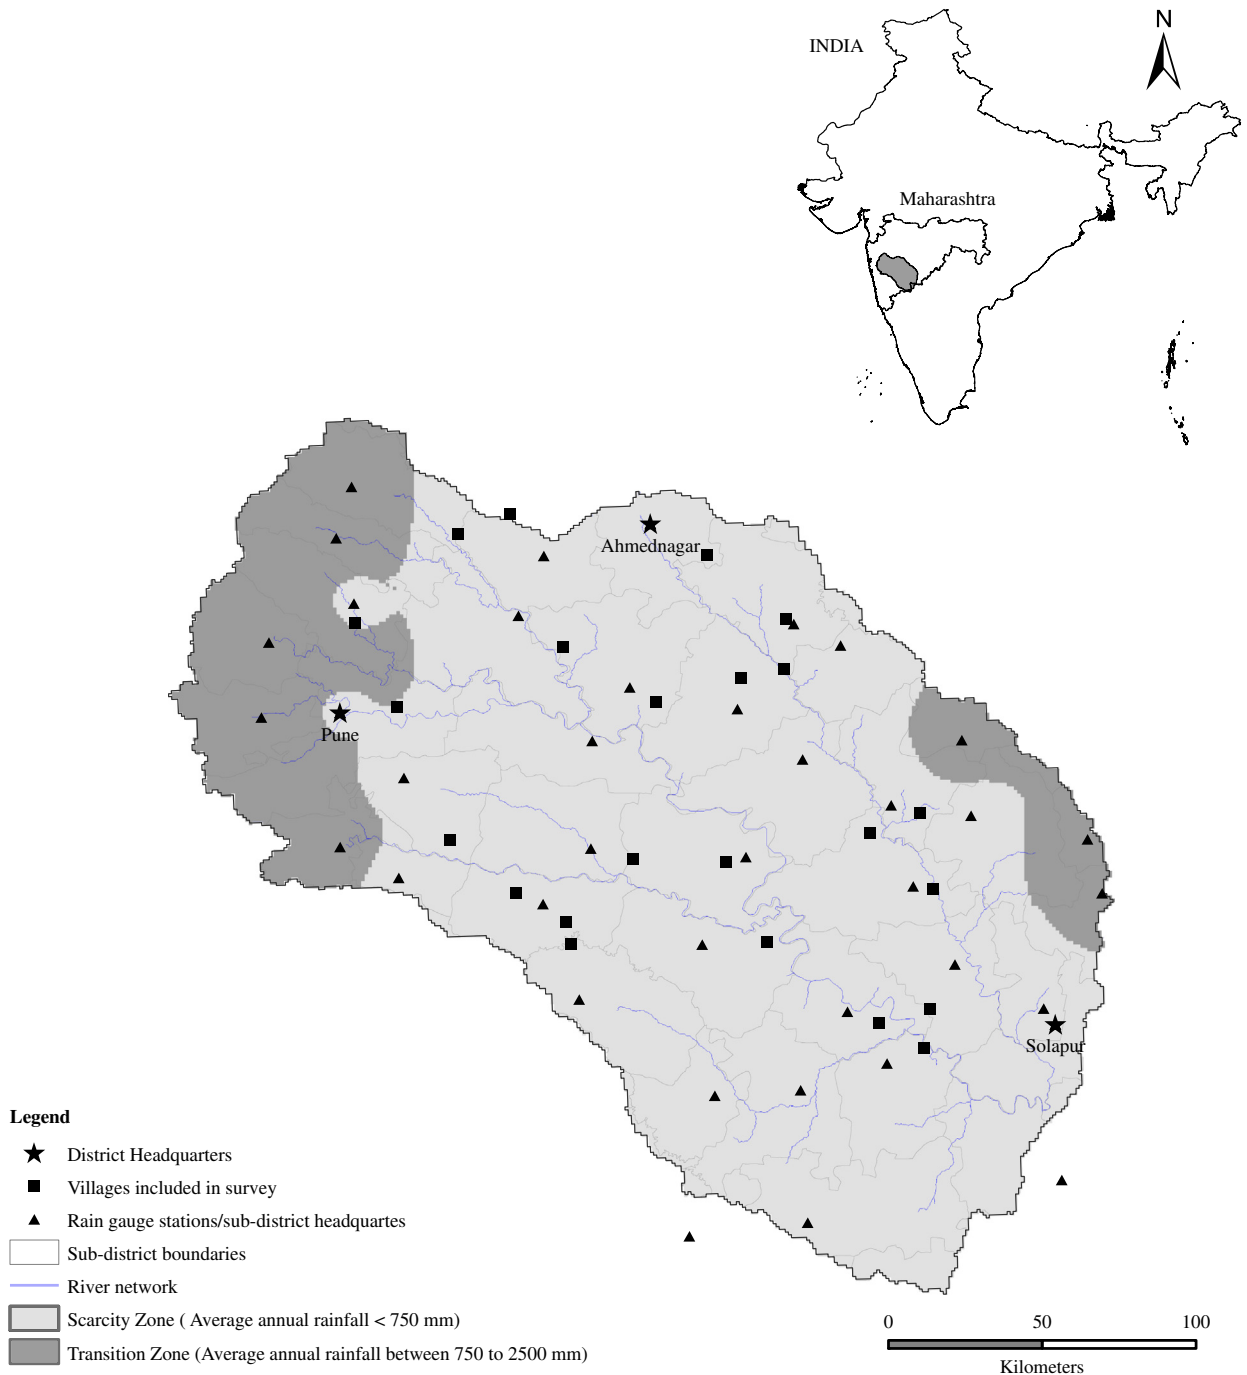 N
INDIA
Maharashtra
Ahmednagar
Pune
Solapur
Legend
District Headquarters
Villages included in survey
Rain gauge stations/sub-district headquartes
Sub-district boundaries
River network
Scarcity Zone ( Average annual rainfall < 750 mm)
Transition Zone (Average annual rainfall between 750 to 2500 mm)
0 50 100
Kilometers